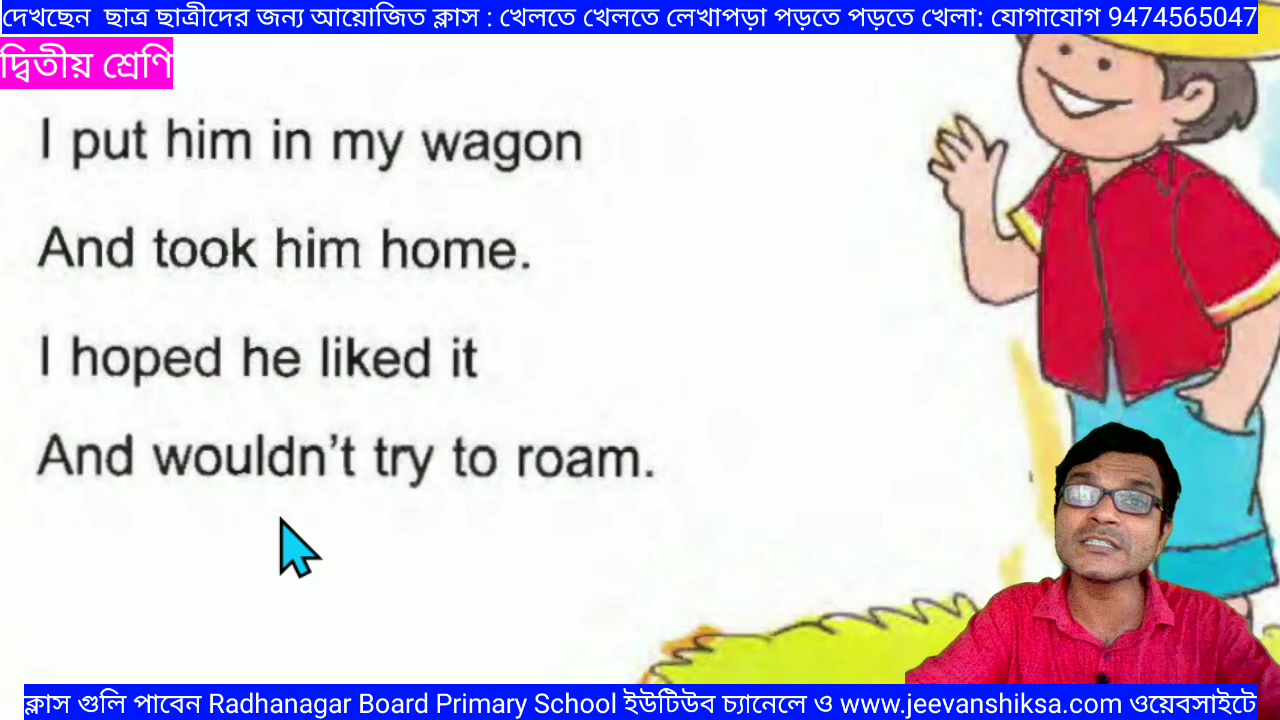 দেখছেন ছাত্র ছাত্রীদের জন্য আয়োজিত ক্লাস : খেলতে খেলতে লেখাপড়া পড়তে পড়তে খেলা: যোগাযোগ 9474565047
দ্বিতীয় শ্রেণি
I put him in my wagon
And took him home.
I hoped he liked it
And wouldn't try to roam.
ক্লাস গুলি পাবেন Radhanagar Board Primary School ইউটিউব চ্যানেলে ও www.jeevanshiksa.com ওয়েবসাইটে